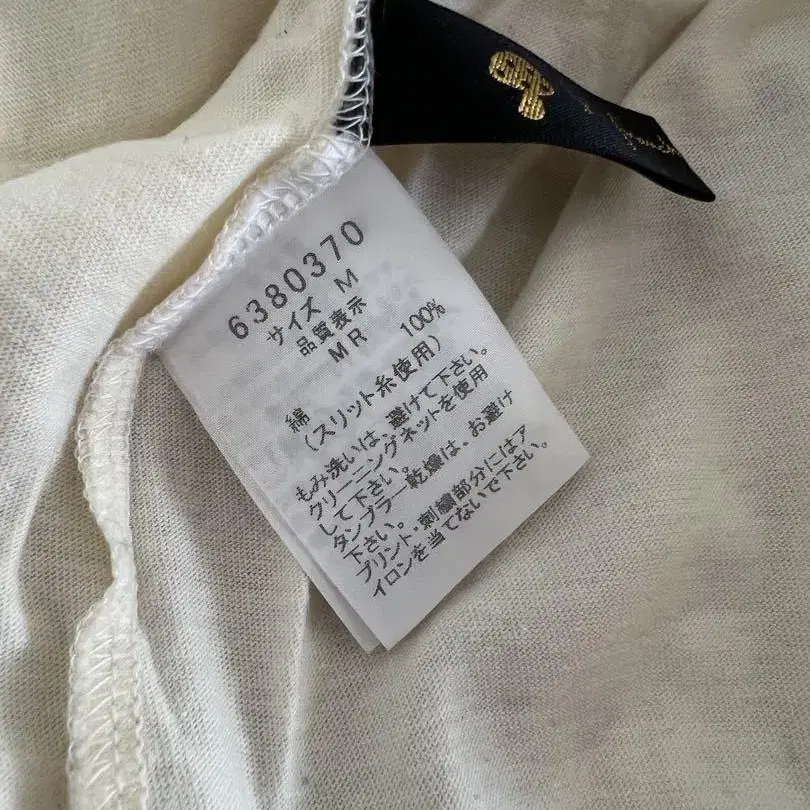 6380370
サイズ M
品質表示
MR
綿 100%
(スリット糸使用)
もみ洗いは、避けて下さい。
クリーニングネットを使用
して下さい。
タンブラー乾燥は、お避け
下さい。
プリント・刺繍部分にはア
イロンを当てないで下さい。